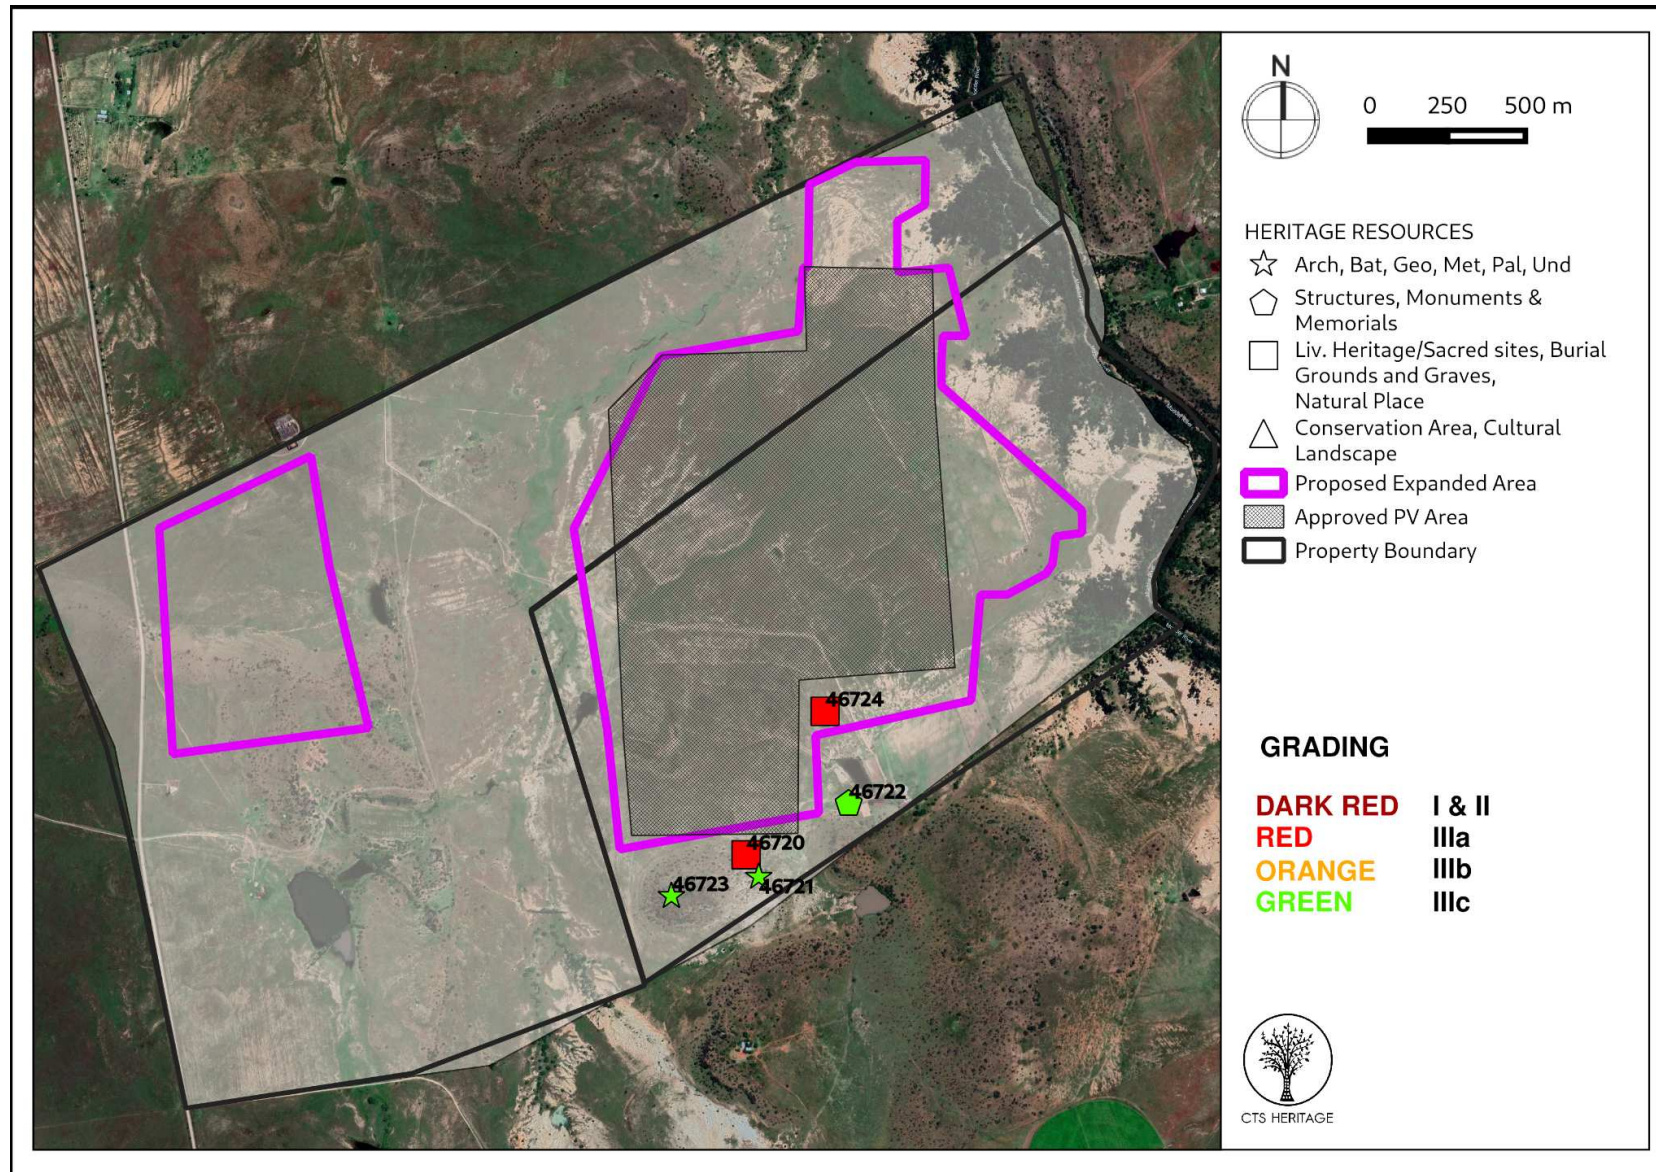 N
0 250 500 m
HERITAGE RESOURCES
Arch, Bat, Geo, Met, Pal, Und
Structures, Monuments &
Memorials
Liv. Heritage/Sacred sites, Burial
Grounds and Graves,
Natural Place
Conservation Area, Cultural
Landscape
Proposed Expanded Area
Approved PV Area
Property Boundary
46724
46722
46720
46723
46721
GRADING
DARK RED I & II
RED IIIa
ORANGE IIIb
GREEN IIIc
CTS HERITAGE